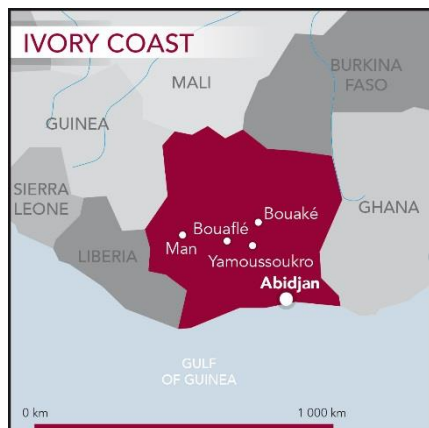 IVORY COAST
BURKINA
FASO
MALI
GUINEA
SIERRA
LEONE
GHANA
LIBERIA
Bouaké
Bouaflé
Man
Yamoussoukro
Abidjan
GULF
OF GUINEA
0 km
1 000 km